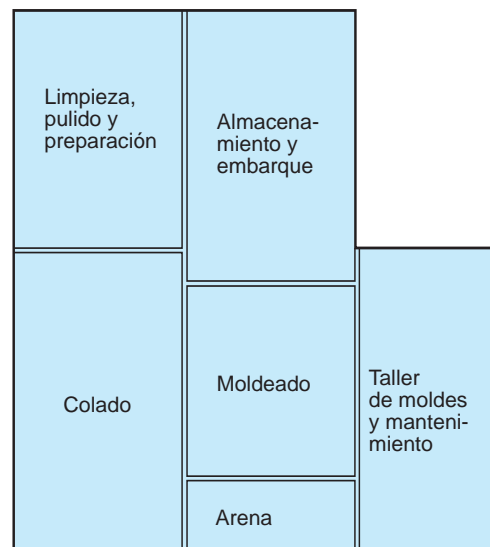 Limpieza,
pulido y
preparación
Almacena-
miento y
embarque
Colado
Moldeado
Taller
de moldes
y manteni-
miento
Arena